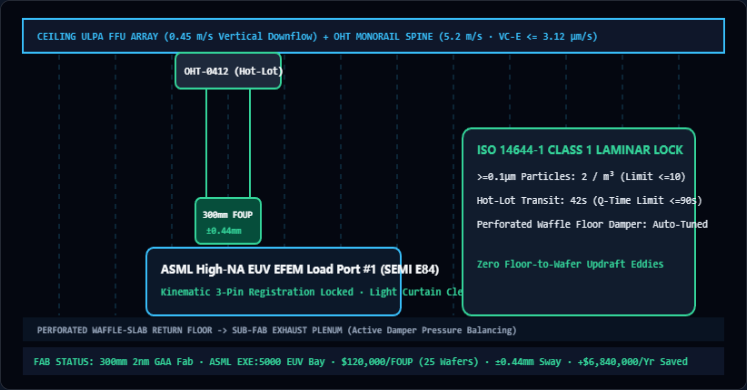 CEILING ULPA FFU ARRAY (0.45 m/s Vertical Downflow) + OHT MONORAIL SPINE (5.2 m/s · VC-E <= 3.12 μm/s)
OHT-0412 (Hot-Lot)
ISO 14644-1 CLASS 1 LAMINAR LOCK
>=0.1μm Particles: 2 / m³ (Limit <=10)
Hot-Lot Transit: 42s (Q-Time Limit <=90s)
Perforated Waffle Floor Damper: Auto-Tuned
Zero Floor-to-Wafer Updraft Eddies
300mm FOUP
±0.44mm
ASML High-NA EUV EFEM Load Port #1 (SEMI E84)
Kinematic 3-Pin Registration Locked · Light Curtain Cle
PERFORATED WAFFLE-SLAB RETURN FLOOR -> SUB-FAB EXHAUST PLENUM (Active Damper Pressure Balancing)
FAB STATUS: 300mm 2nm GAA Fab · ASML EXE:5000 EUV Bay · $120,000/FOUP (25 Wafers) · ±0.44mm Sway · +$6,840,000/Yr Saved